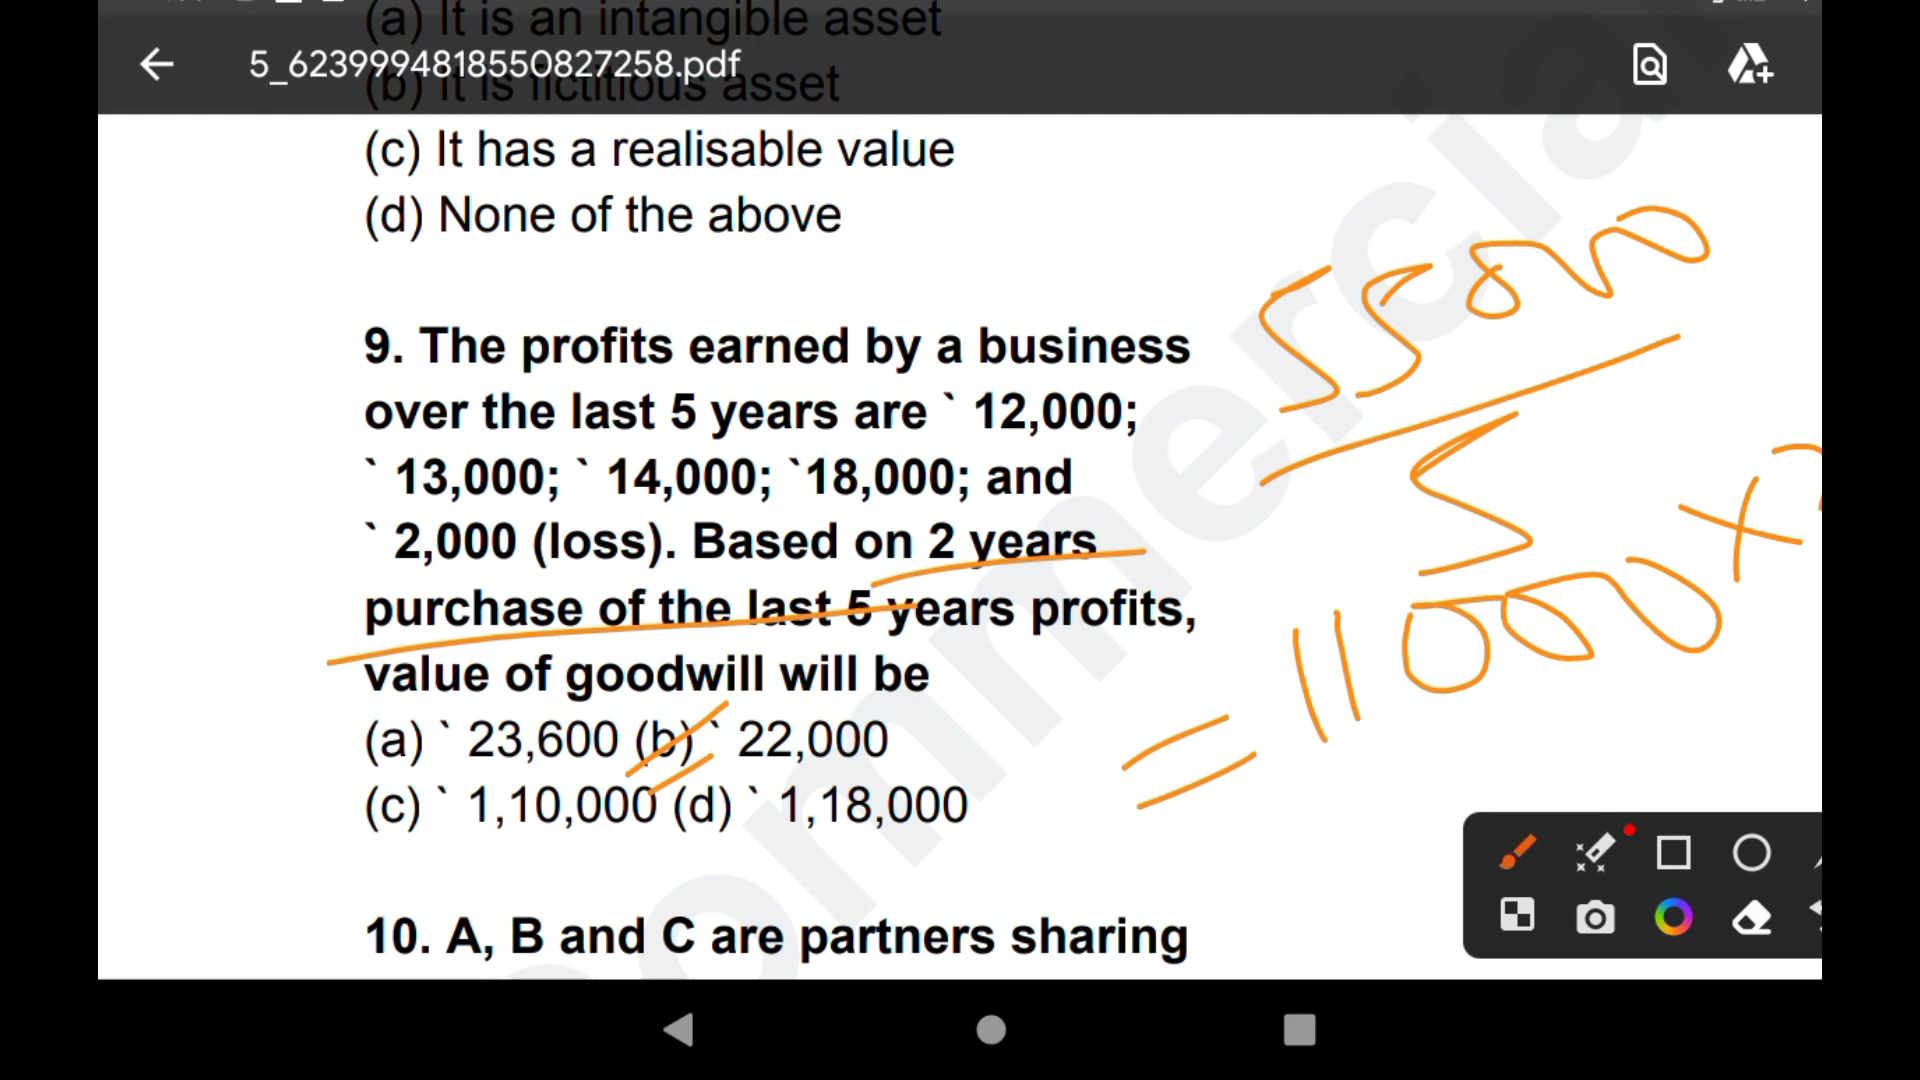 (a) It is an intangible asset
5_6239994818550827258.pdf
(b) It is fictitious asset
(c) It has a realisable value
(d) None of the above
9. The profits earned by a business
over the last 5 years are ` 12,000;
` 13,000; ` 14,000; `18,000; and
` 2,000 (loss). Based on 2 years
purchase of the last 5 years profits,
value of goodwill will be
(a) ` 23,600 (b) ` 22,000
(c) ` 1,10,000 (d) ` 1,18,000
10. A, B and C are partners sharing
55000
5
= 11000 ×